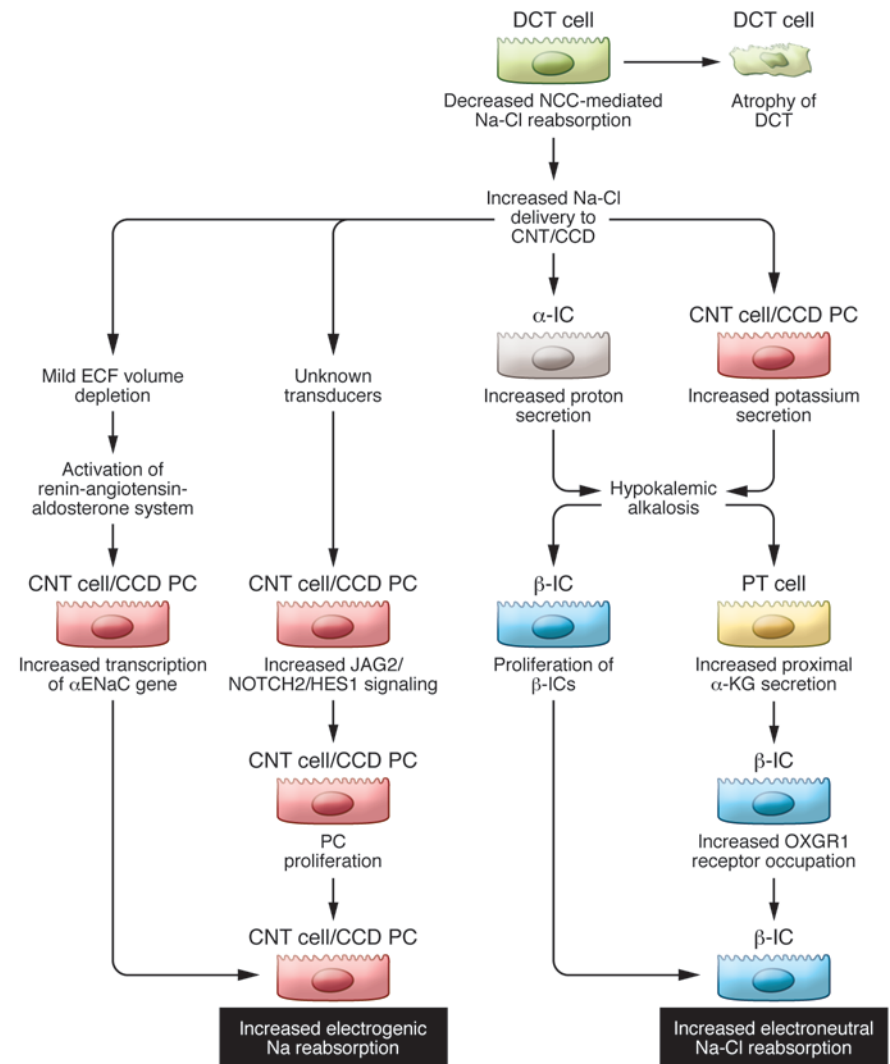 DCT cell
DCT cell
Decreased NCC-mediated
Na-Cl reabsorption
Atrophy of
DCT
Increased Na-Cl
delivery to
CNT/CCD
Mild ECF volume
depletion
Unknown
transducers
α-IC
Increased proton
secretion
CNT cell/CCD PC
Increased potassium
secretion
Activation of
renin-angiotensin-
aldosterone system
Hypokalemic
alkalosis
CNT cell/CCD PC
Increased transcription
of αENaC gene
CNT cell/CCD PC
Increased JAG2/
NOTCH2/HES1 signaling
β-IC
Proliferation of
β-ICs
PT cell
Increased proximal
α-KG secretion
CNT cell/CCD PC
PC
proliferation
β-IC
Increased OXGR1
receptor occupation
CNT cell/CCD PC
Increased electrogenic
Na reabsorption
β-IC
Increased electroneutral
Na-Cl reabsorption